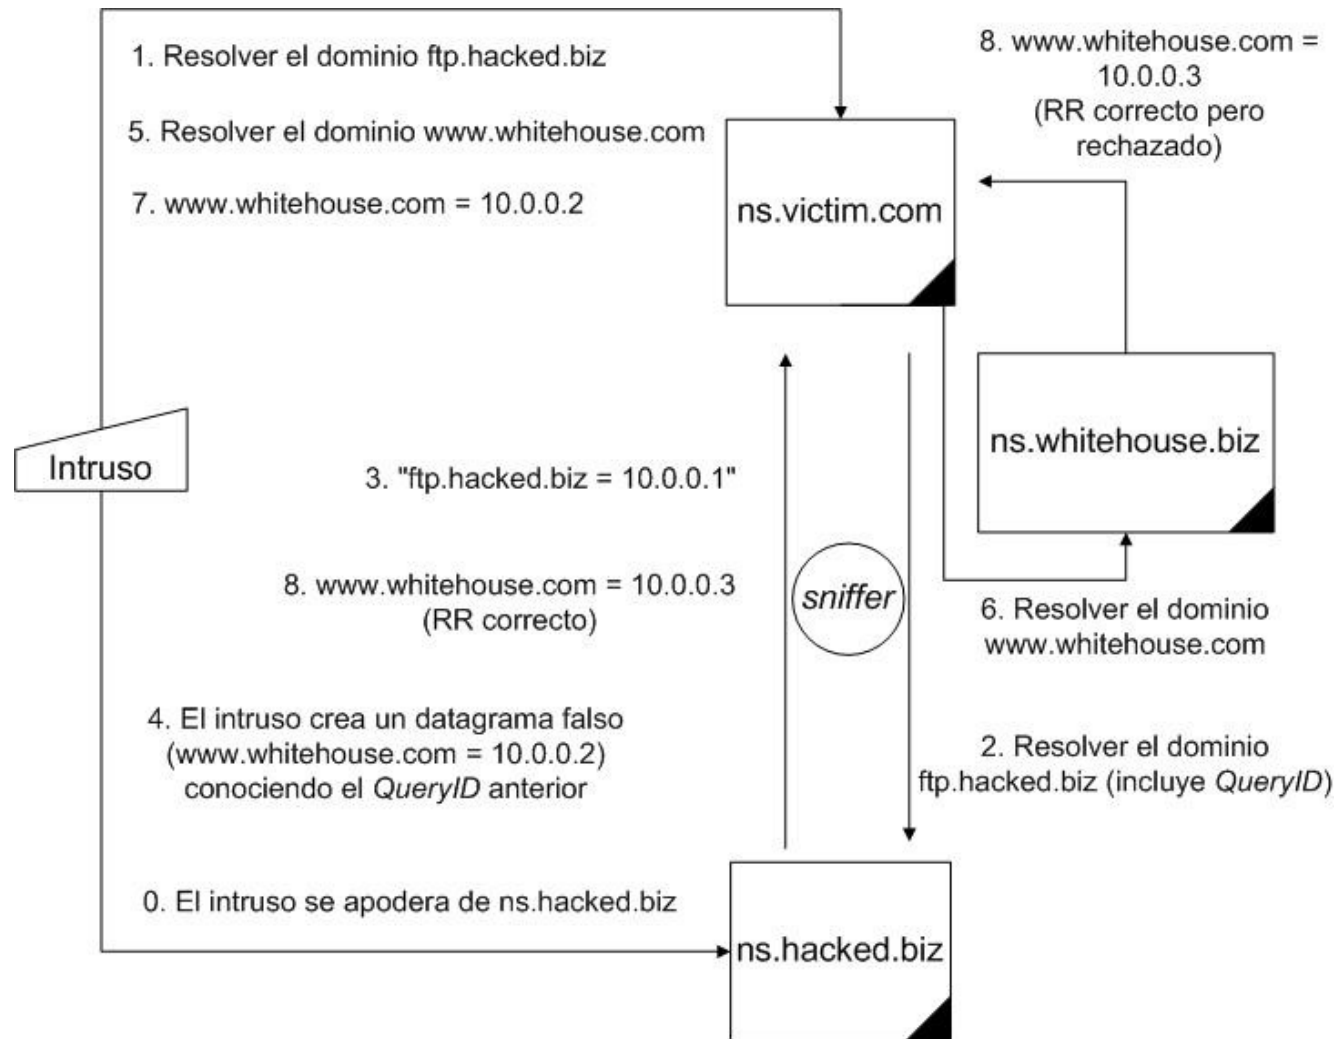 1. Resolver el dominio ftp.hacked.biz
5. Resolver el dominio www.whitehouse.com
7. www.whitehouse.com = 10.0.0.2
8. www.whitehouse.com =
10.0.0.3
(RR correcto pero
rechazado)
ns.victim.com
ns.whitehouse.biz
Intruso
3. "ftp.hacked.biz = 10.0.0.1"
8. www.whitehouse.com = 10.0.0.3
(RR correcto)
sniffer
6. Resolver el dominio
www.whitehouse.com
4. El intruso crea un datagrama falso
(www.whitehouse.com = 10.0.0.2)
conociendo el QueryID anterior
2. Resolver el dominio
ftp.hacked.biz (incluye QueryID)
0. El intruso se apodera de ns.hacked.biz
ns.hacked.biz